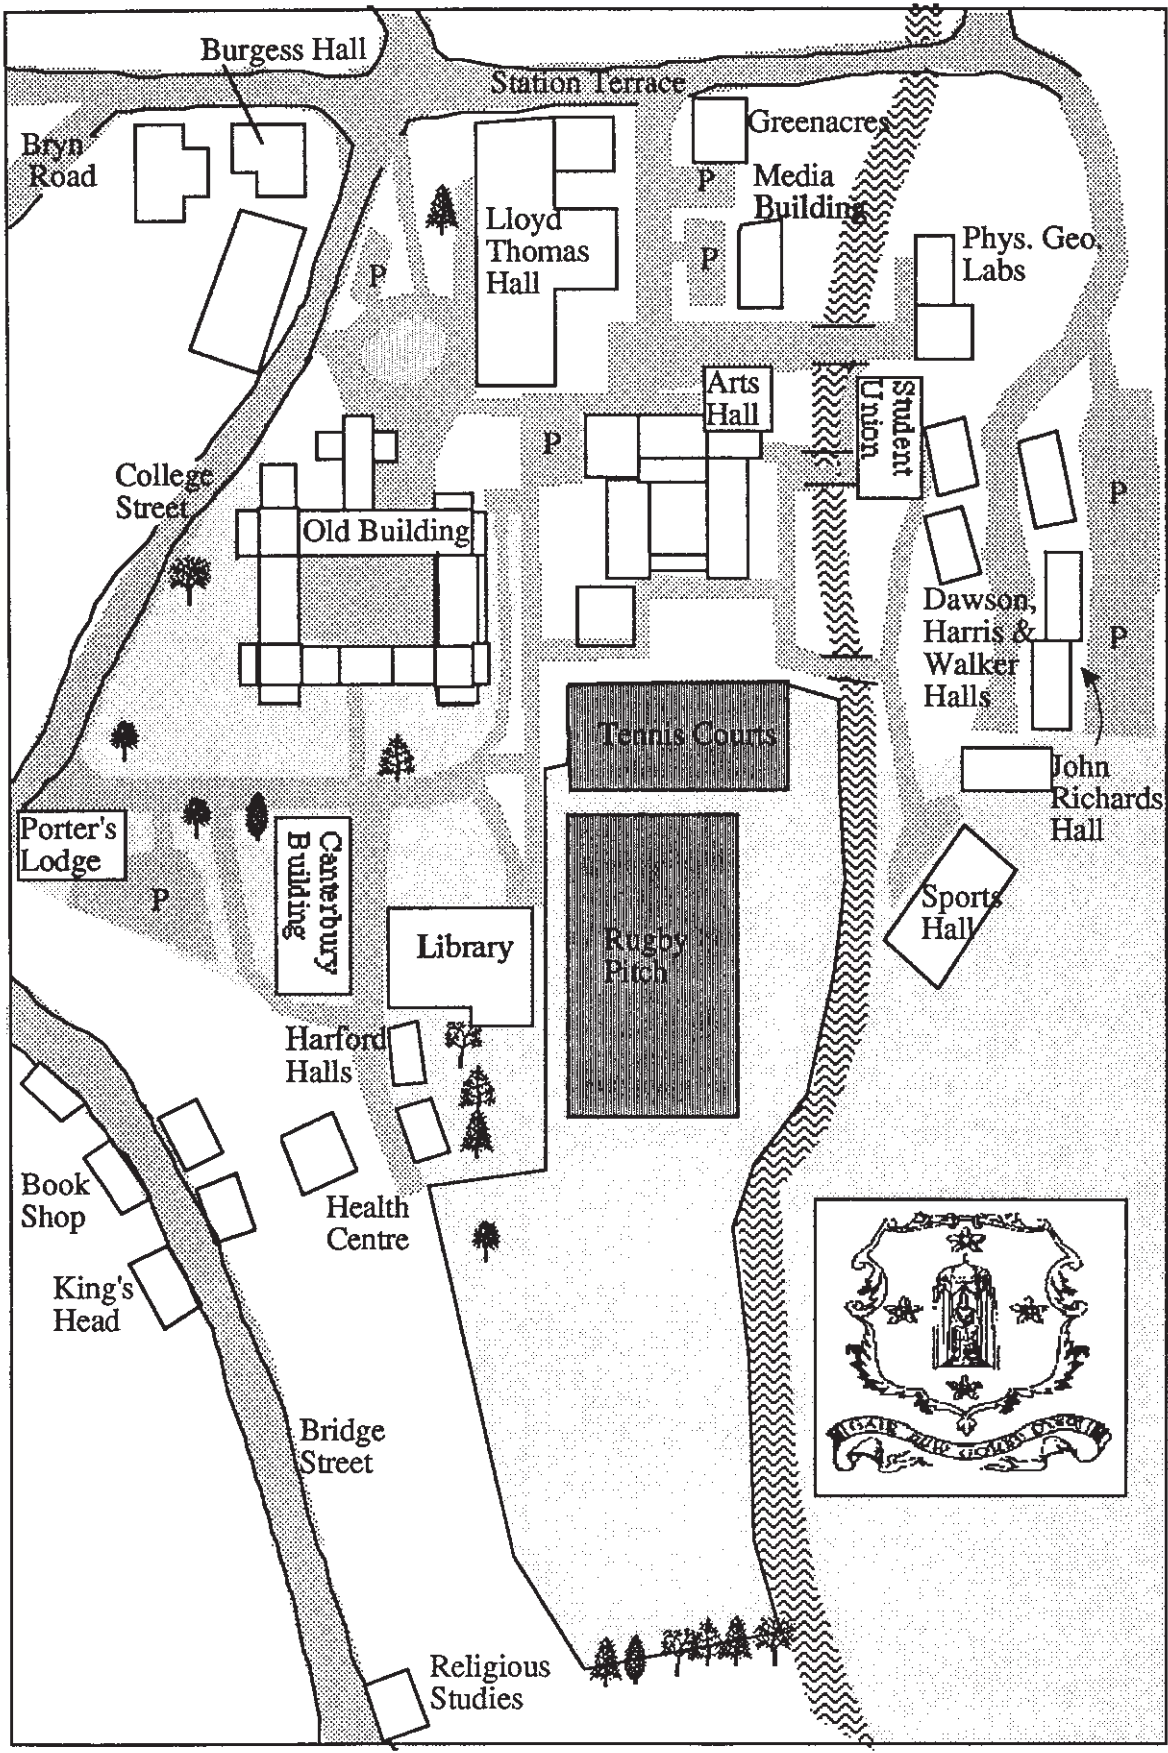 Burgess Hall
Station Terrace
Bryn
Road
Greenacres
P
Media
Building
Lloyd
Thomas
Hall
P
P
Phys. Geo.
Labs
Arts
Hall
Student
Union
P
College
Street
P
Old Building
Dawson,
Harris &
Walker
Halls
P
Tennis Courts
John
Richards
Hall
Porter's
Lodge
Canterbury
Building
P
Library
Rugby
Pitch
Sports
Hall
Harford
Halls
Book
Shop
Health
Centre
King's
Head
Bridge
Street
Religious
Studies